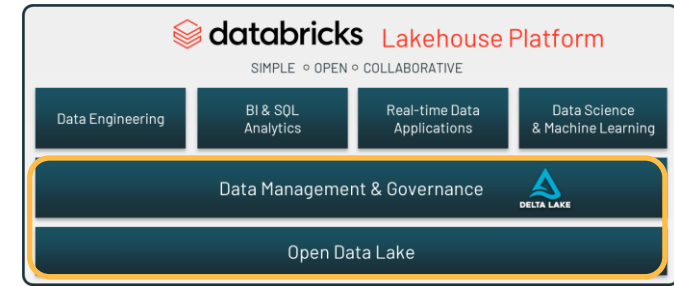 databricks Lakehouse Platform
SIMPLE ○ OPEN ○ COLLABORATIVE
Data Engineering
BI & SQL
Analytics
Real-time Data
Applications
Data Science
& Machine Learning
Data Management & Governance
DELTA LAKE
Open Data Lake